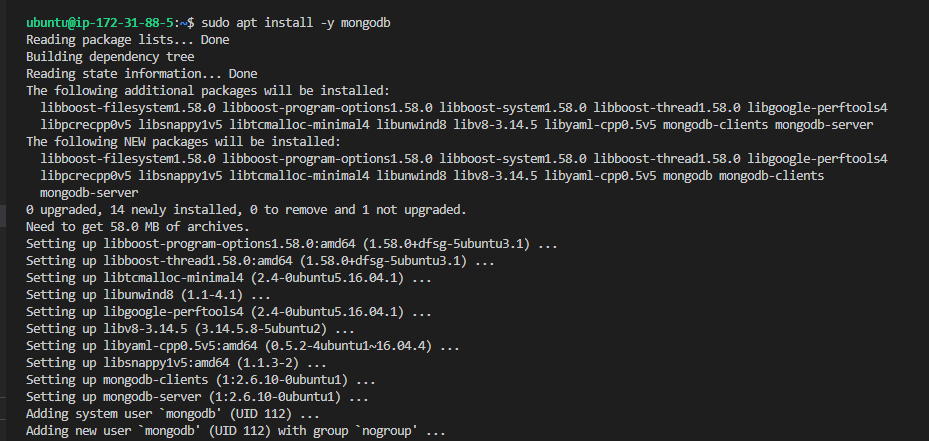 ubuntu@ip-172-31-88-5:~$ sudo apt install -y mongodb
Reading package lists... Done
Building dependency tree
Reading state information... Done
The following additional packages will be installed:
  libboost-filesystem1.58.0 libboost-program-options1.58.0 libboost-system1.58.0 libboost-thread1.58.0 libgoogle-perftools4
  libpcrecpp0v5 libsnappy1v5 libtcmalloc-minimal4 libunwind8 libv8-3.14.5 libyaml-cpp0.5v5 mongodb-clients mongodb-server
The following NEW packages will be installed:
  libboost-filesystem1.58.0 libboost-program-options1.58.0 libboost-system1.58.0 libboost-thread1.58.0 libgoogle-perftools4
  libpcrecpp0v5 libsnappy1v5 libtcmalloc-minimal4 libunwind8 libv8-3.14.5 libyaml-cpp0.5v5 mongodb mongodb-clients
  mongodb-server
0 upgraded, 14 newly installed, 0 to remove and 1 not upgraded.
Need to get 58.0 MB of archives.
Setting up libboost-program-options1.58.0:amd64 (1.58.0+dfsg-5ubuntu3.1) ...
Setting up libboost-thread1.58.0:amd64 (1.58.0+dfsg-5ubuntu3.1) ...
Setting up libtcmalloc-minimal4 (2.4-0ubuntu5.16.04.1) ...
Setting up libunwind8 (1.1-4.1) ...
Setting up libgoogle-perftools4 (2.4-0ubuntu5.16.04.1) ...
Setting up libv8-3.14.5 (3.14.5.8-5ubuntu2) ...
Setting up libyaml-cpp0.5v5:amd64 (0.5.2-4ubuntu1~16.04.4) ...
Setting up libsnappy1v5:amd64 (1.1.3-2) ...
Setting up mongodb-clients (1:2.6.10-0ubuntu1) ...
Setting up mongodb-server (1:2.6.10-0ubuntu1) ...
Adding system user `mongodb' (UID 112) ...
Adding new user `mongodb' (UID 112) with group `nogroup' ...